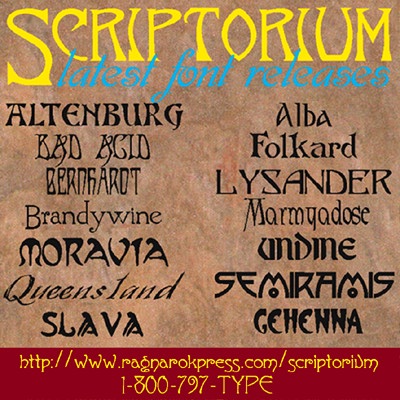 SCRIPTORIUM
latest font releases
ALTENBURG
BAD ACID
BERNHARDT
Brandywine
MORAVIA
Queensland
SLAVA
Alba
Folkard
LYSANDER
Marmyadose
UNDINE
SEMIRAMIS
GEHENNA
http://www.ragnarokpress.com/scriptorium
1-800-797-TYPE